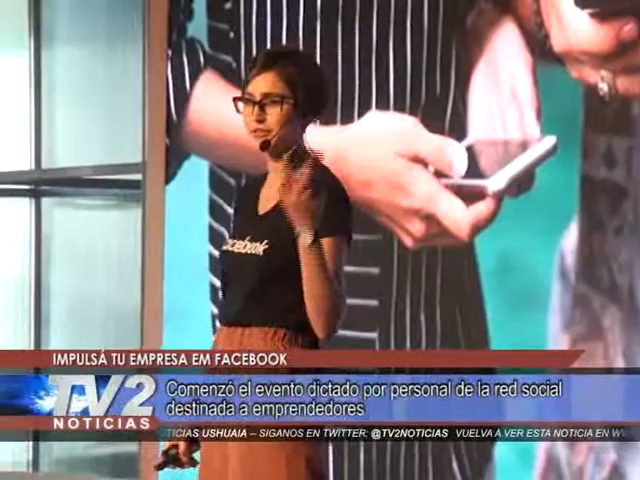 facebook
IMPULSÁ TU EMPRESA EM FACEBOOK
TV2
NOTICIAS
Comenzó el evento dictado por personal de la red social
destinada a emprendedores
TICIAS USHUAIA – SIGANOS EN TWITTER: @TV2NOTICIAS VUELVA A VER ESTA NOTICIA EN